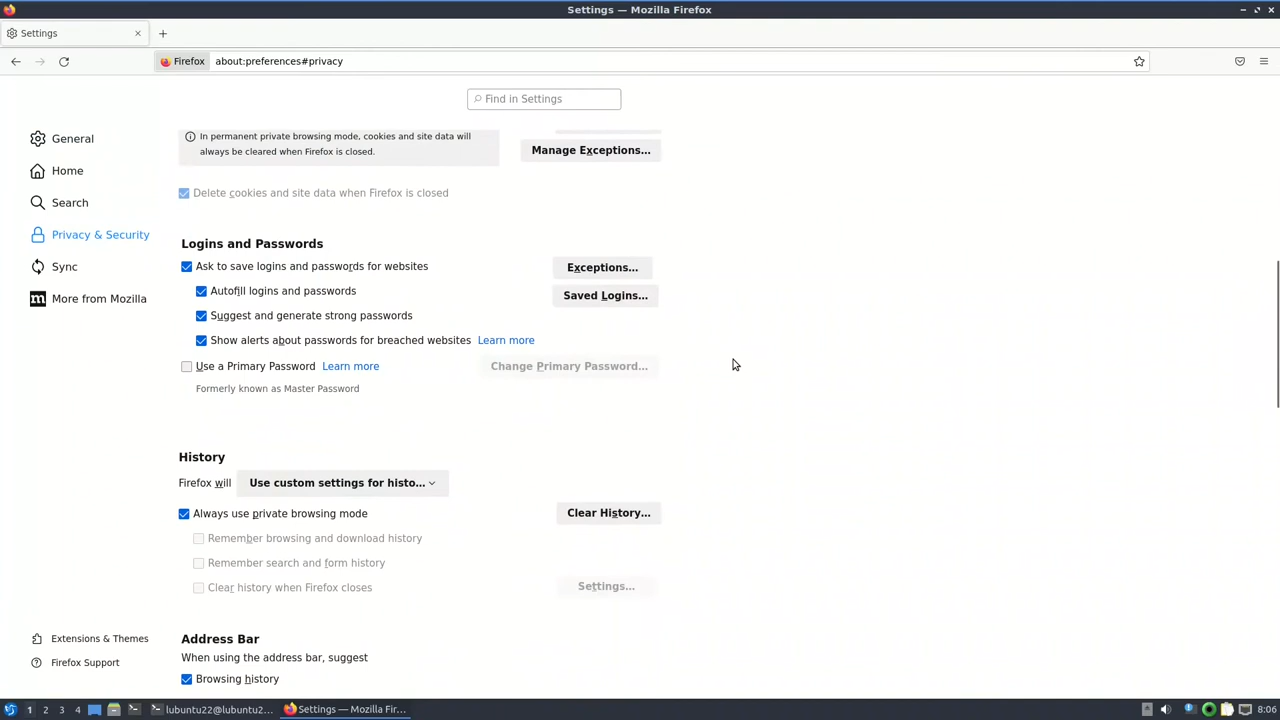 Settings — Mozilla Firefox
Settings
Firefox
about:preferences#privacy
Find in Settings
General
Home
Search
Privacy & Security
Sync
More from Mozilla
Extensions & Themes
Firefox Support
In permanent private browsing mode, cookies and site data will
always be cleared when Firefox is closed.
Manage Exceptions...
Delete cookies and site data when Firefox is closed
Logins and Passwords
Ask to save logins and passwords for websites
Exceptions...
Autofill logins and passwords
Saved Logins...
Suggest and generate strong passwords
Show alerts about passwords for breached websites Learn more
Use a Primary Password Learn more
Change Primary Password...
Formerly known as Master Password
History
Firefox will Use custom settings for histo...
Always use private browsing mode
Clear History...
Remember browsing and download history
Remember search and form history
Clear history when Firefox closes
Settings...
Address Bar
When using the address bar, suggest
Browsing history
1 2 3 4 lubuntu22@lubuntu2... Settings — Mozilla Fir... 8:06